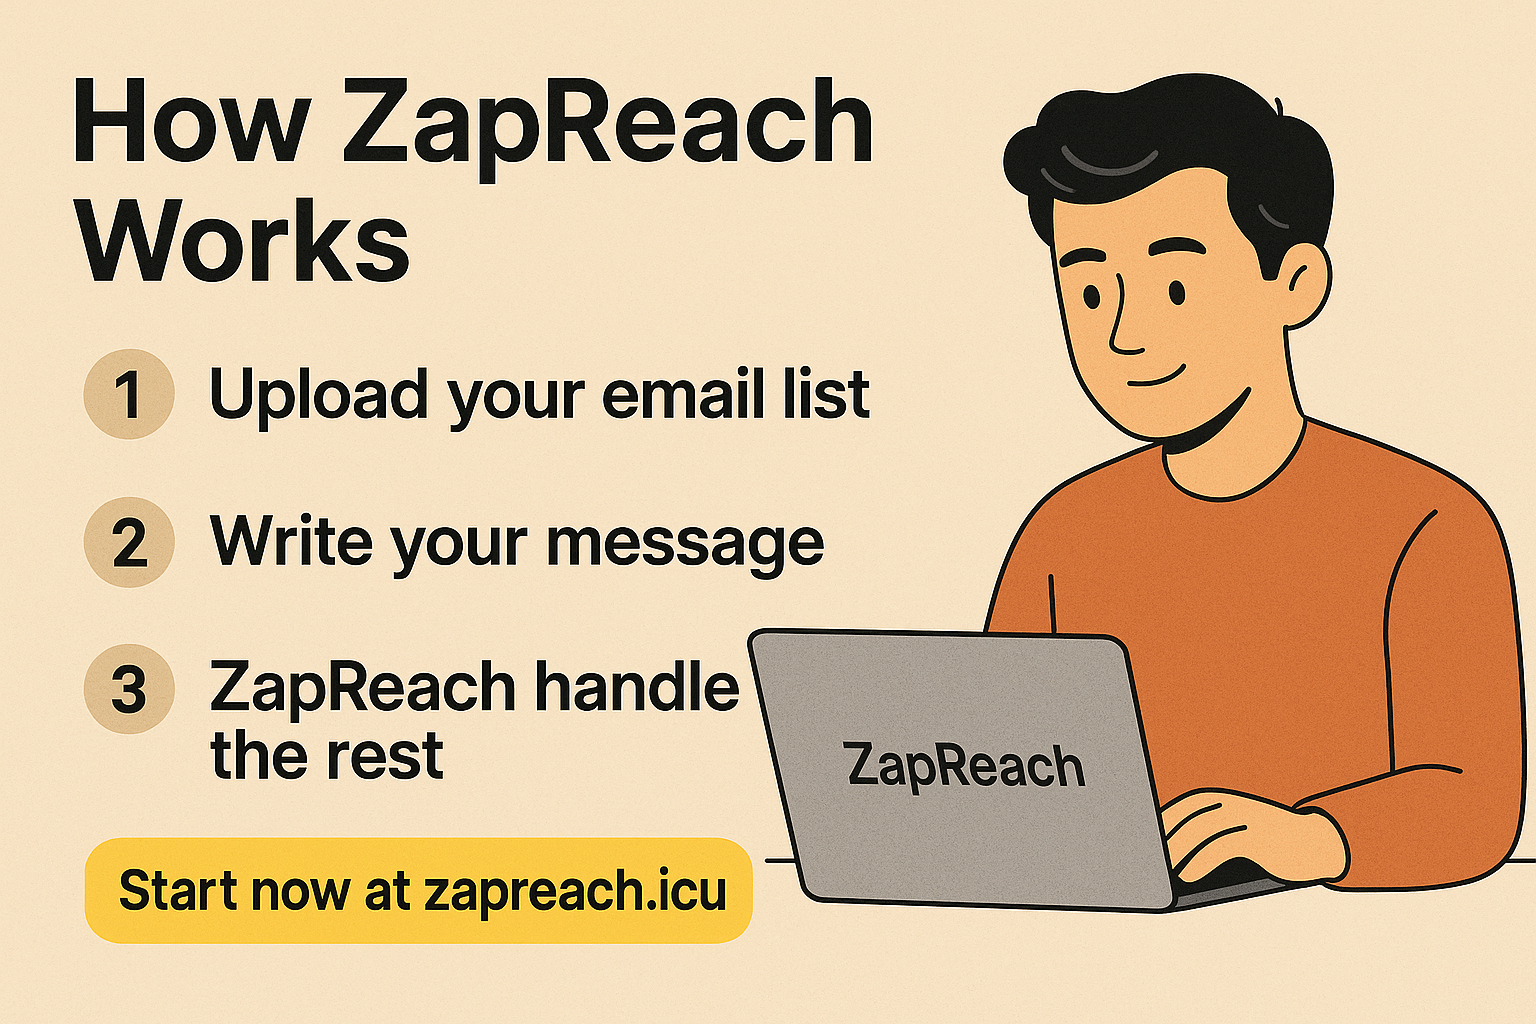 How ZapReach
Works
1 Upload your email list
2 Write your message
3 ZapReach handle
the rest
Start now at zapreach.icu
ZapReach